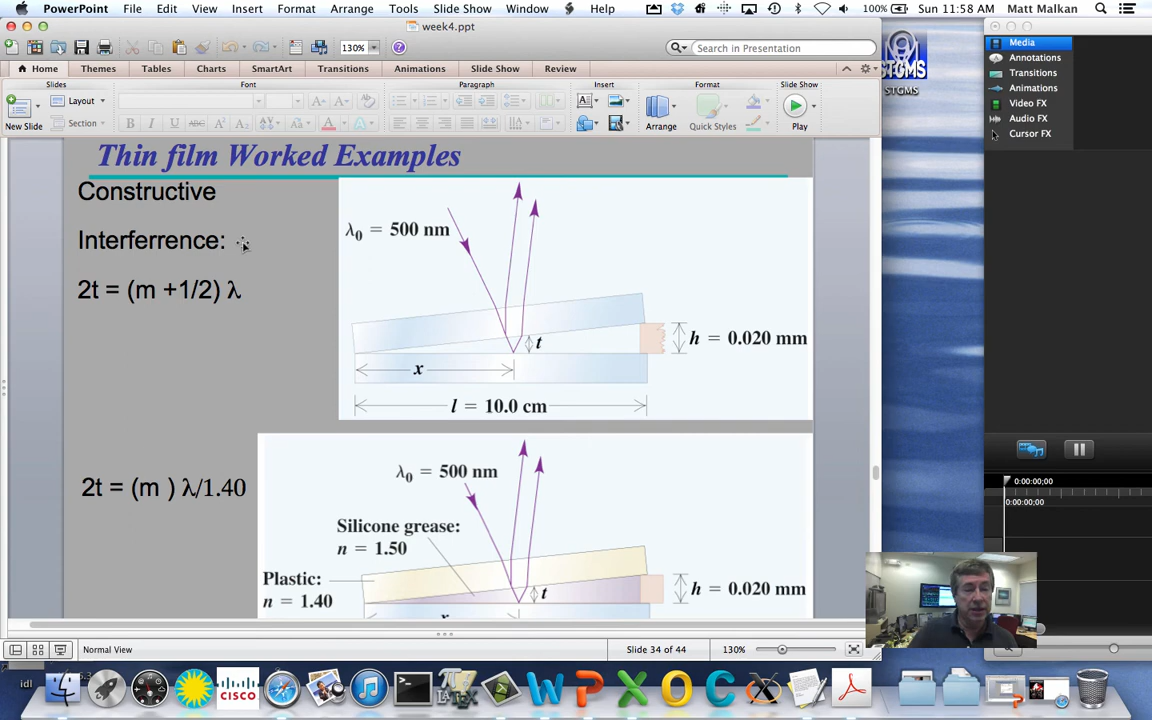 PowerPoint File Edit View Insert Format Arrange Tools Slide Show Window Help 100% Sun 11:58 AM Matt Malkan
week4.ppt
130%
Search in Presentation
Home Themes Tables Charts SmartArt Transitions Animations Slide Show Review
Slides Font Paragraph Insert Format Slide Show
New Slide
Layout
Section
B I U
Arrange
Quick Styles
Play
STGMS
Media
Annotations
Transitions
Animations
Video FX
Audio FX
Cursor FX
Thin film Worked Examples
Constructive
Interferrence:
2t = (m +1/2) λ
λ0 = 500 nm
t
h = 0.020 mm
x
l = 10.0 cm
2t = (m ) λ/1.40
λ0 = 500 nm
Silicone grease:
n = 1.50
Plastic:
n = 1.40
t
h = 0.020 mm
x
0:00:00;00
0:00:00;00
Normal View
Slide 34 of 44
130%
idl
CISCO